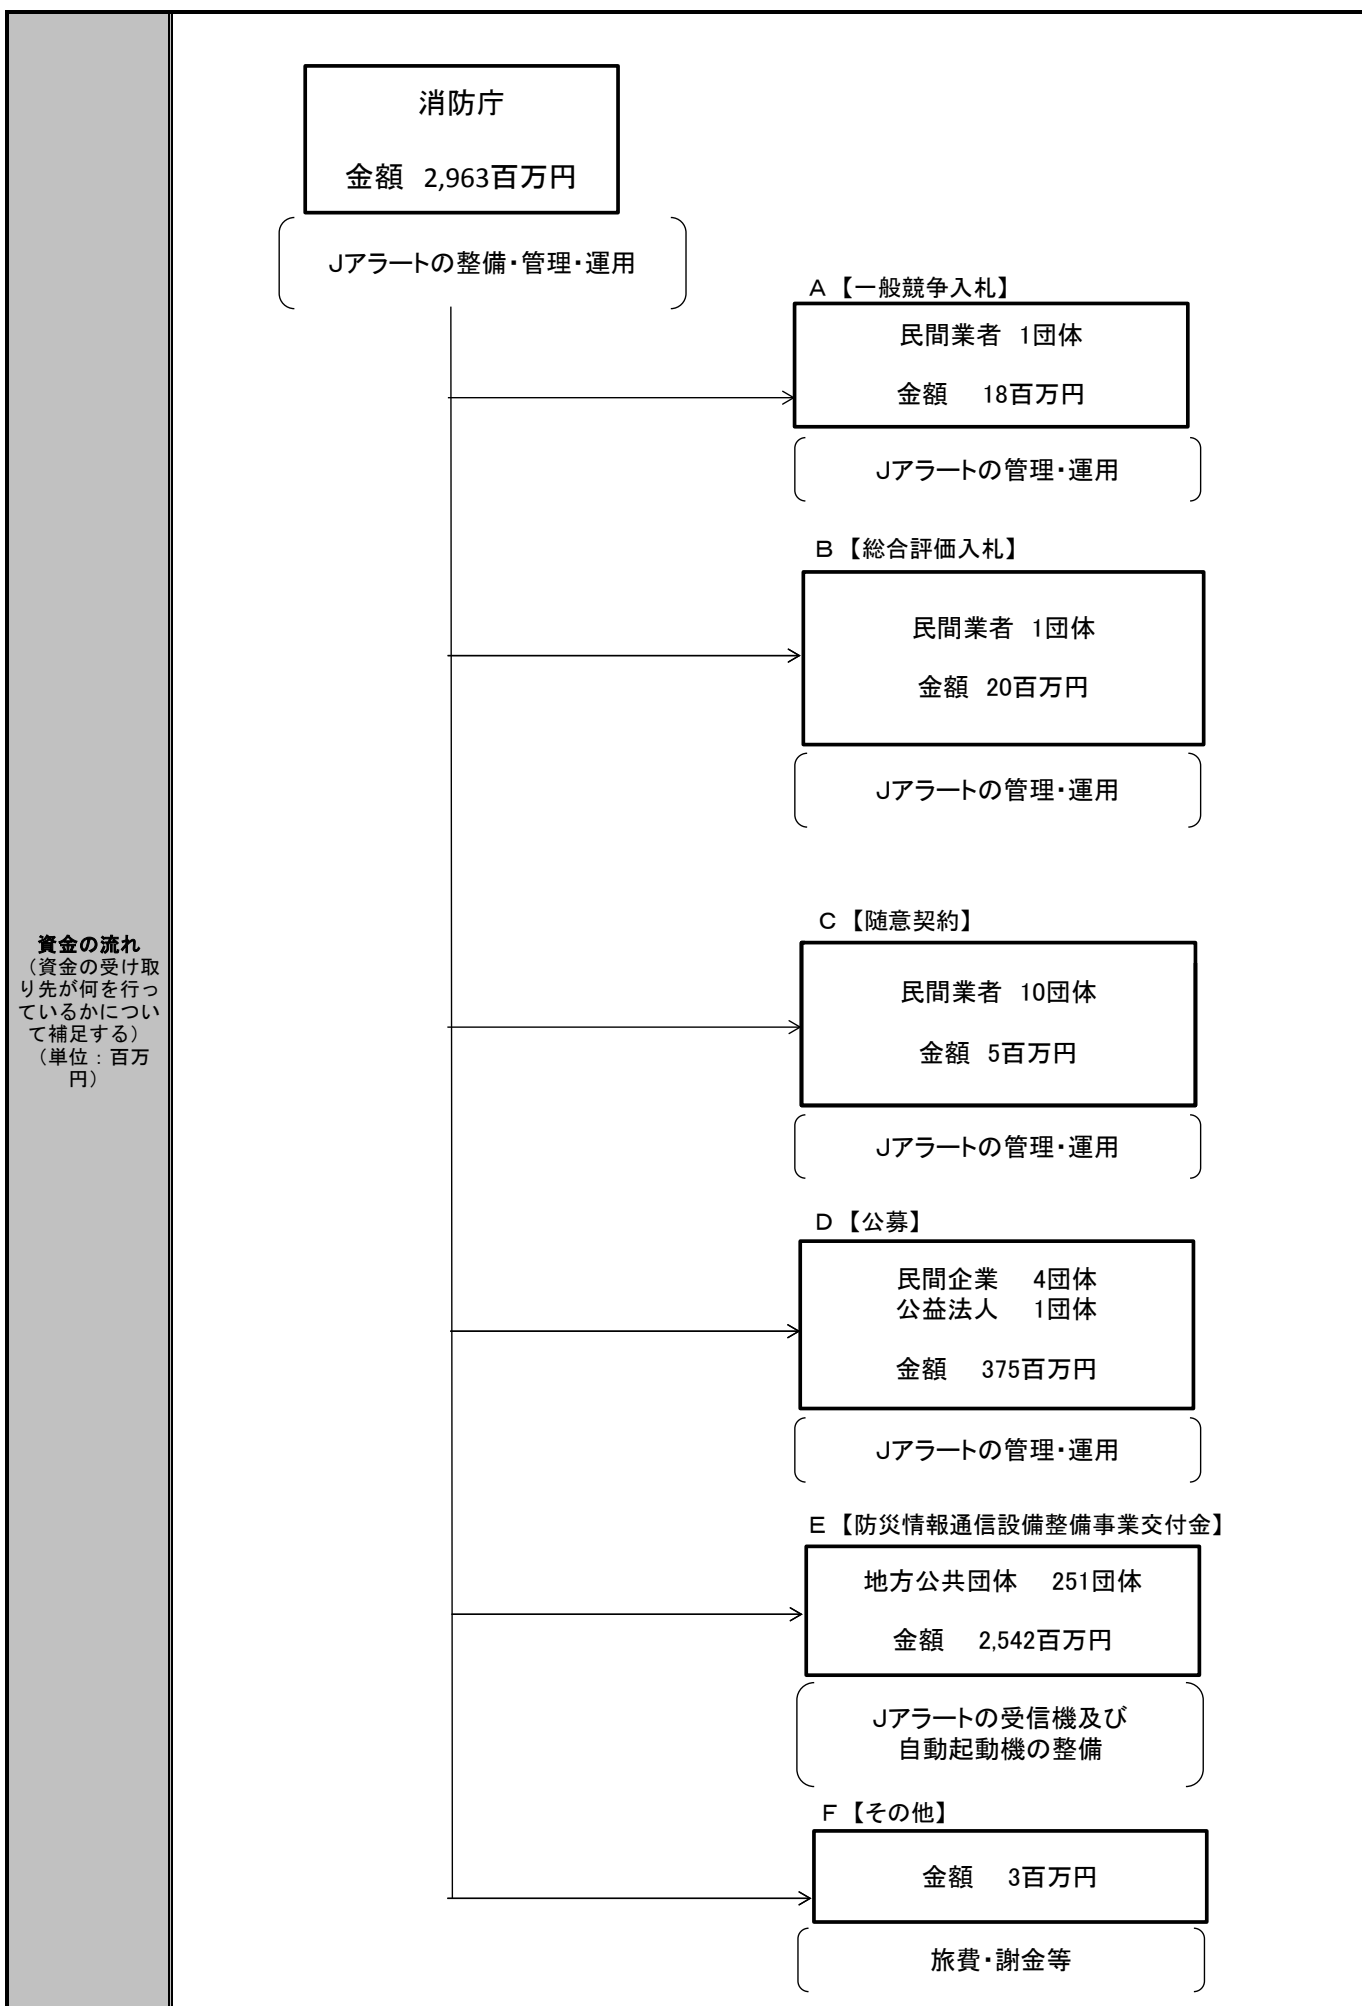 資金の流れ
（資金の受け取
り先が何を行っ
ているかについ
て補足する）
（単位：百万
円）
消防庁
金額 2,963百万円
Jアラートの整備・管理・運用
A 【一般競争入札】
民間業者 1団体
金額 18百万円
Jアラートの管理・運用
B 【総合評価入札】
民間業者 1団体
金額 20百万円
Jアラートの管理・運用
C 【随意契約】
民間業者 10団体
金額 5百万円
Jアラートの管理・運用
D 【公募】
民間企業 4団体
公益法人 1団体
金額 375百万円
Jアラートの管理・運用
E 【防災情報通信設備整備事業交付金】
地方公共団体 251団体
金額 2,542百万円
Jアラートの受信機及び
自動起動機の整備
F 【その他】
金額 3百万円
旅費・謝金等